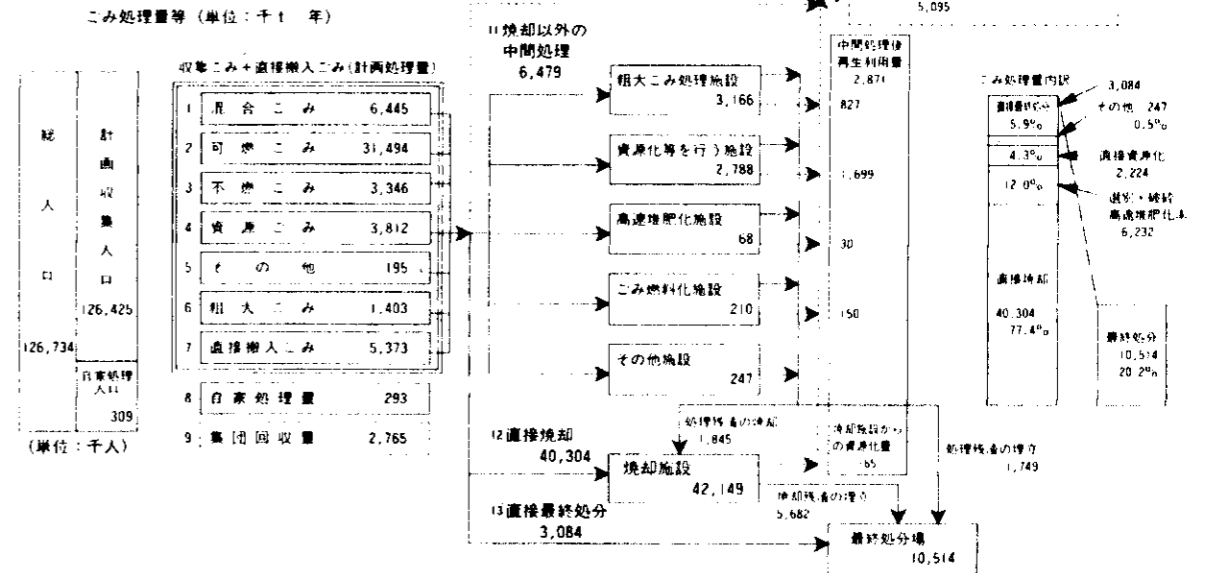 ごみ処理量等 (単位:千t 年)
5,095
収集ごみ+直接搬入ごみ(計画処理量)
総人口
126,734
計画収集人口
126,425
自家処理
人口
309
(単位:千人)
1 混合ごみ 6,445
2 可燃ごみ 31,494
3 不燃ごみ 3,346
4 資源ごみ 3,812
5 その他 195
6 粗大ごみ 1,403
7 直接搬入ごみ 5,373
8 自家処理量 293
9 集団回収量 2,765
11 焼却以外の
中間処理
6,479
粗大ごみ処理施設
3,166
資源化等を行う施設
2,788
高速堆肥化施設
68
ごみ燃料化施設
210
その他施設
247
12 直接焼却
40,304
焼却施設
42,149
13 直接最終処分
3,084
処理残渣の焼却
1,845
焼却残渣の埋立
5,682
処理残渣の埋立
1,749
最終処分場
10,514
中間処理後
再生利用量
2,871
827
1,699
30
150
焼却施設から
の資源化量
165
ごみ処理量内訳
直接最終処分
5.9%
3,084
その他 247
0.5%
4.3%
直接資源化
2,224
12.0%
選別・破砕
高速堆肥化
6,232
直接焼却
40,304
77.4%
最終処分
10,514
20.2%